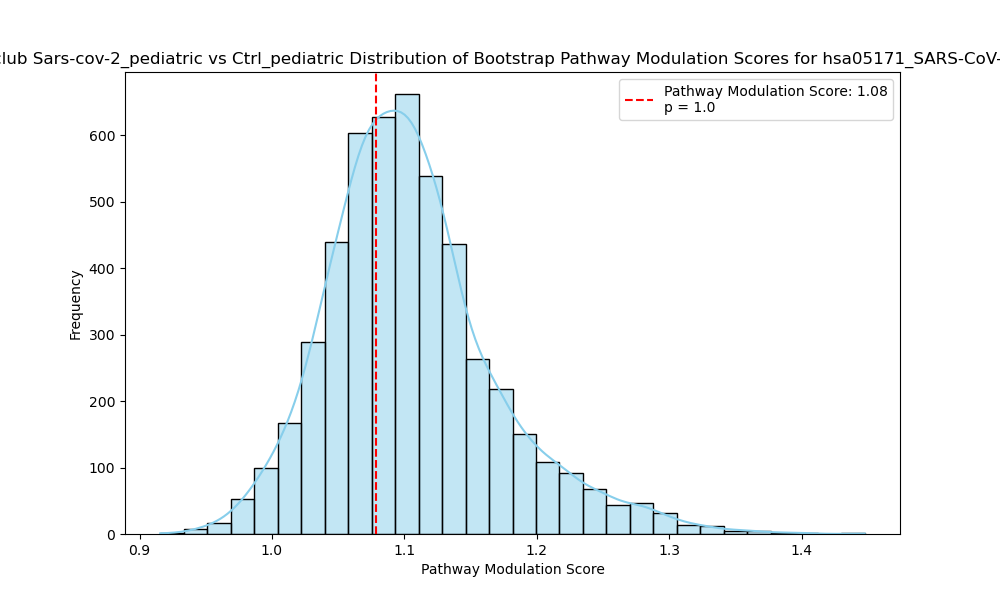 Sars-cov-2_pediatric vs Ctrl_pediatric Distribution of Bootstrap Pathway Modulation Scores for hsa05171_SARS-CoV-
Pathway Modulation Score: 1.08
p = 1.0
600
500
400
300
200
100
0
Frequency
0.9 1.0 1.1 1.2 1.3 1.4
Pathway Modulation Score